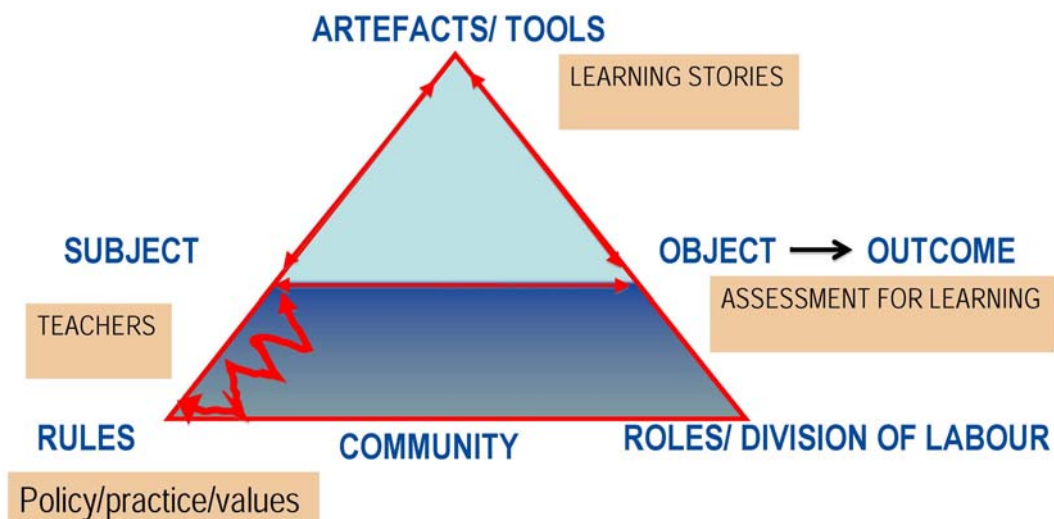 ARTEFACTS/ TOOLS
LEARNING STORIES
SUBJECT
OBJECT
OUTCOME
TEACHERS
ASSESSMENT FOR LEARNING
RULES
COMMUNITY
ROLES/ DIVISION OF LABOUR
Policy/practice/values